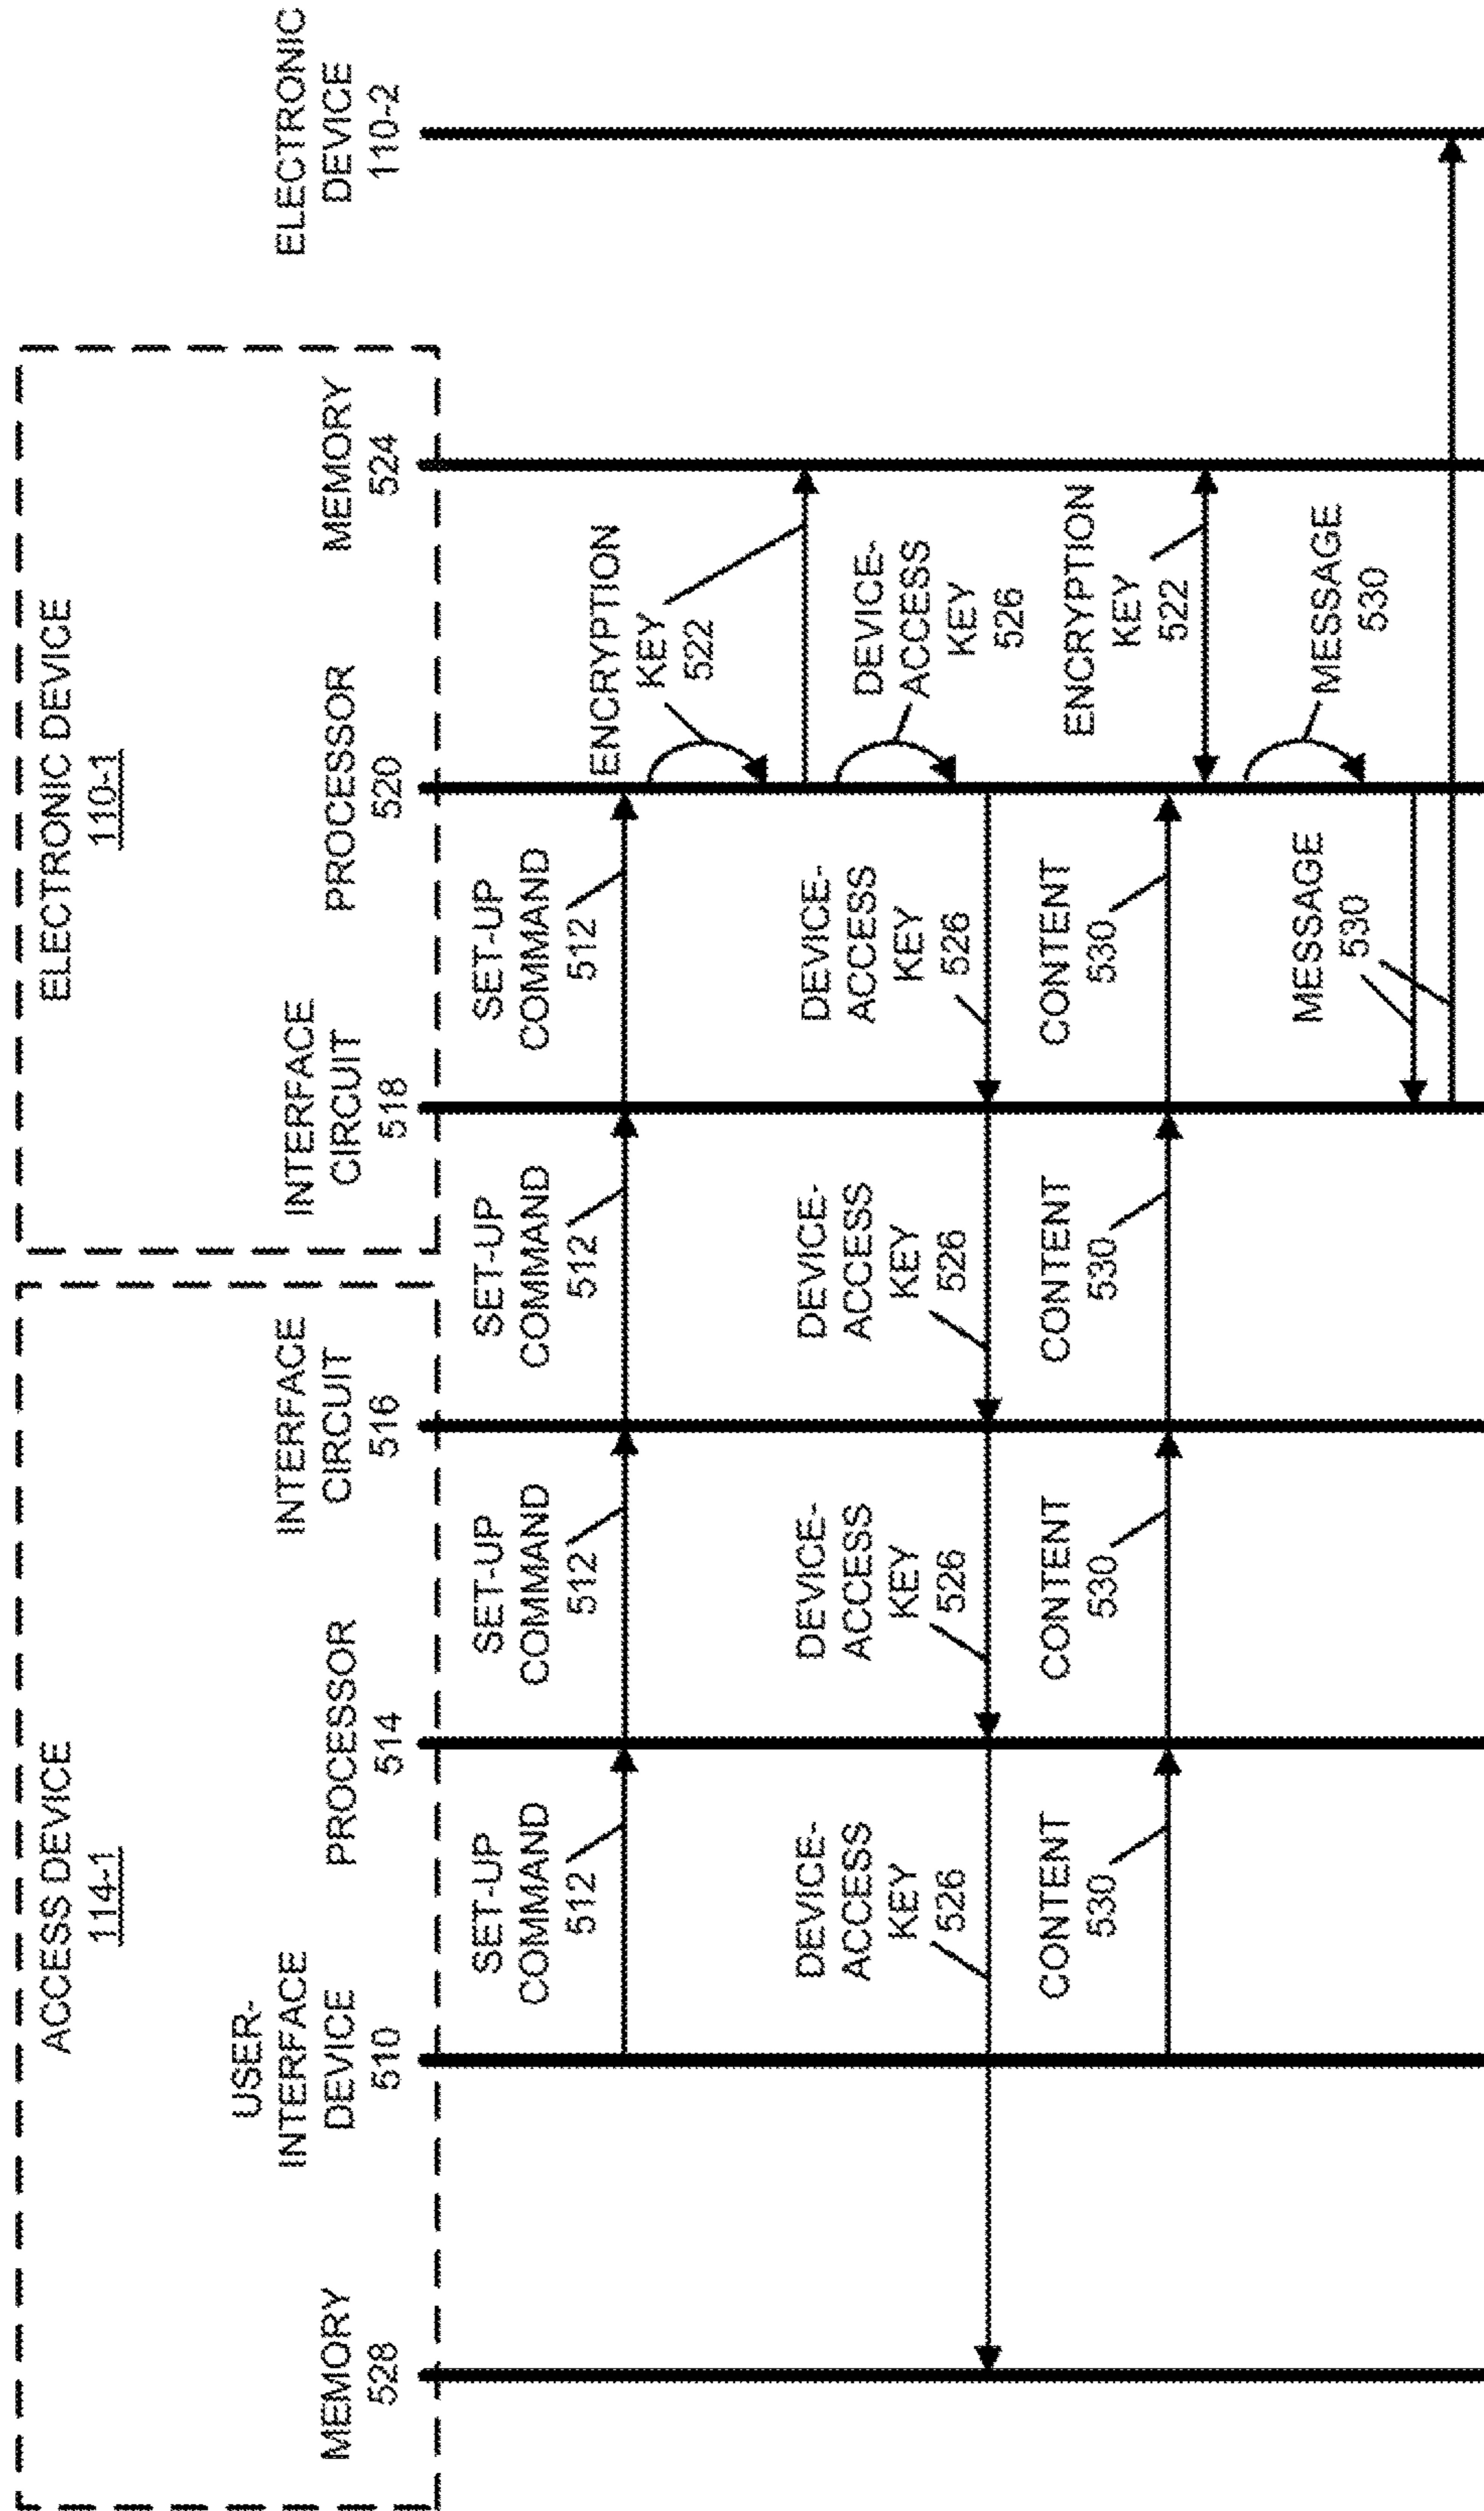 ACCESS DEVICE
114-1
ELECTRONIC DEVICE
110-1
MEMORY
528
USER-
INTERFACE
DEVICE
510
PROCESSOR
514
INTERFACE
CIRCUIT
516
INTERFACE
CIRCUIT
518
PROCESSOR
520
MEMORY
524
ELECTRONIC
DEVICE
110-2
SET-UP
COMMAND
512
SET-UP
COMMAND
512
SET-UP
COMMAND
512
SET-UP
COMMAND
512
ENCRYPTION
KEY
522
DEVICE-
ACCESS
KEY
526
DEVICE-
ACCESS
KEY
526
DEVICE-
ACCESS
KEY
526
DEVICE-
ACCESS
KEY
526
DEVICE-
ACCESS
KEY
526
CONTENT
530
CONTENT
530
CONTENT
530
CONTENT
530
ENCRYPTION
KEY
522
MESSAGE
530
MESSAGE
530